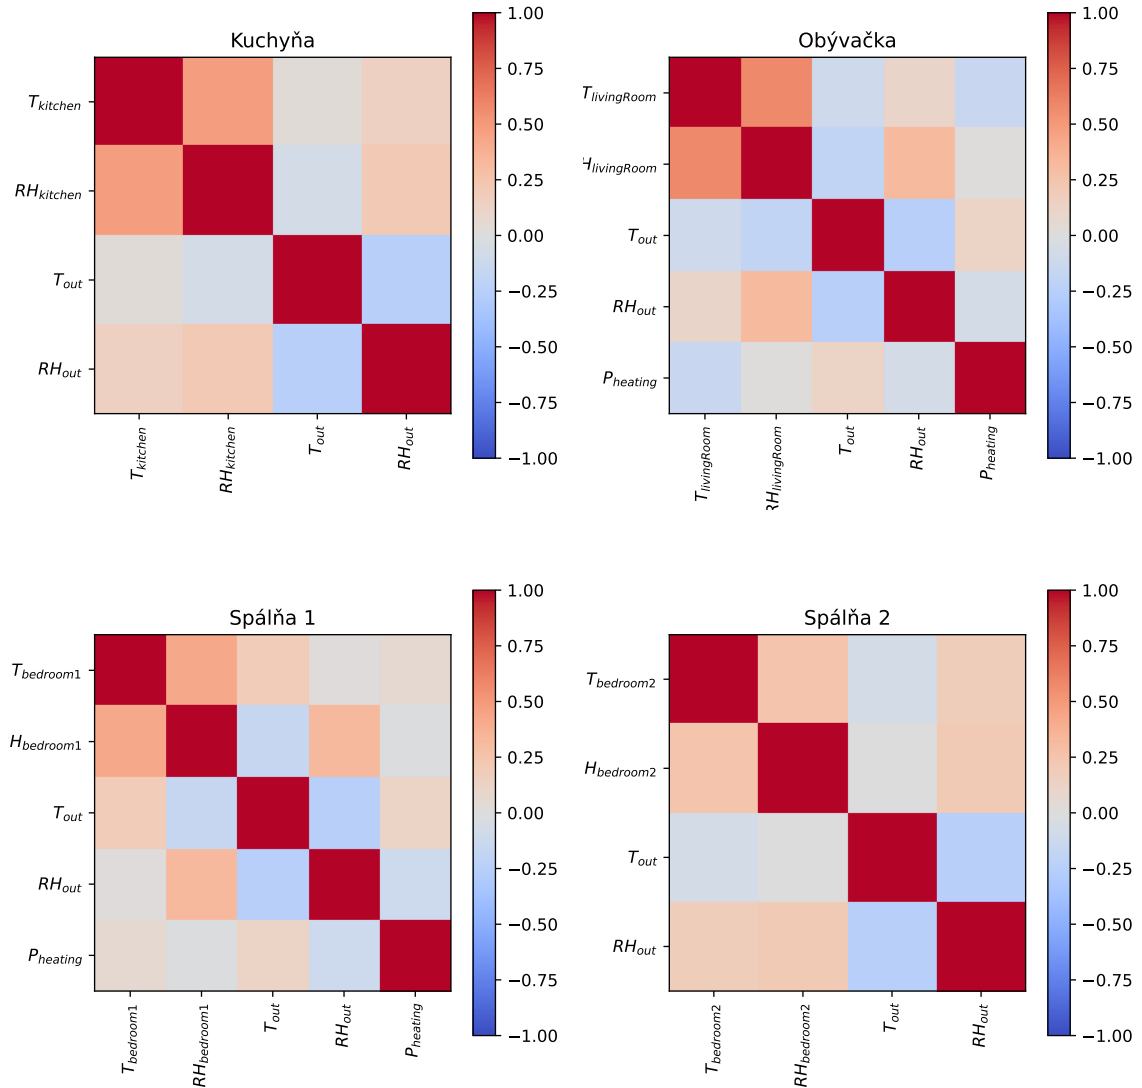 Kuchyňa
T_kitchen
RH_kitchen
T_out
RH_out
T_kitchen
RH_kitchen
T_out
RH_out
1.00
0.75
0.50
0.25
0.00
−0.25
−0.50
−0.75
−1.00
Obývačka
T_livingRoom
H_livingRoom
T_out
RH_out
P_heating
T_livingRoom
RH_livingRoom
T_out
RH_out
P_heating
1.00
0.75
0.50
0.25
0.00
−0.25
−0.50
−0.75
−1.00
Spálňa 1
T_bedroom1
H_bedroom1
T_out
RH_out
P_heating
T_bedroom1
RH_bedroom1
T_out
RH_out
P_heating
1.00
0.75
0.50
0.25
0.00
−0.25
−0.50
−0.75
−1.00
Spálňa 2
T_bedroom2
H_bedroom2
T_out
RH_out
T_bedroom2
RH_bedroom2
T_out
RH_out
1.00
0.75
0.50
0.25
0.00
−0.25
−0.50
−0.75
−1.00